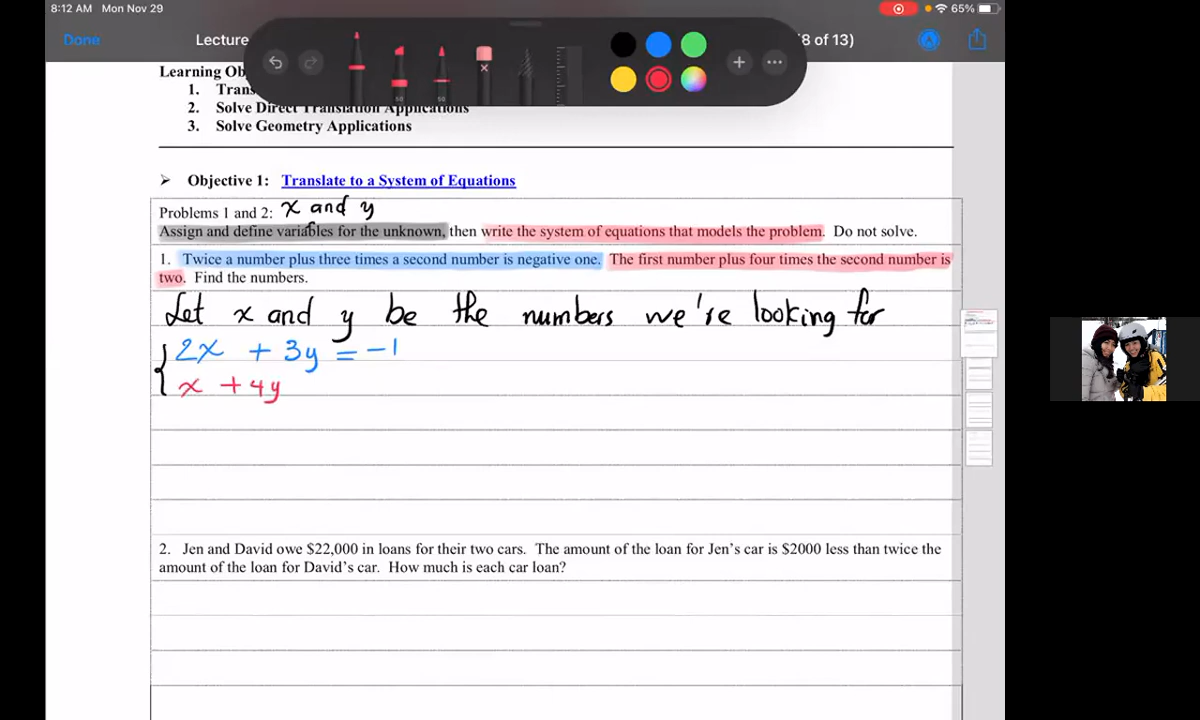 8:12 AM Mon Nov 29
65%
Done
Lecture
8 of 13)
50
50
Learning Ob
1. Trans
2. Solve Direct Translation Applications
3. Solve Geometry Applications
➢ Objective 1: Translate to a System of Equations
Problems 1 and 2: x and y
Assign and define variables for the unknown, then write the system of equations that models the problem. Do not solve.
1. Twice a number plus three times a second number is negative one. The first number plus four times the second number is
two. Find the numbers.
Let x and y be the numbers we're looking for
2x + 3y = -1
x + 4y
2. Jen and David owe $22,000 in loans for their two cars. The amount of the loan for Jen's car is $2000 less than twice the
amount of the loan for David's car. How much is each car loan?